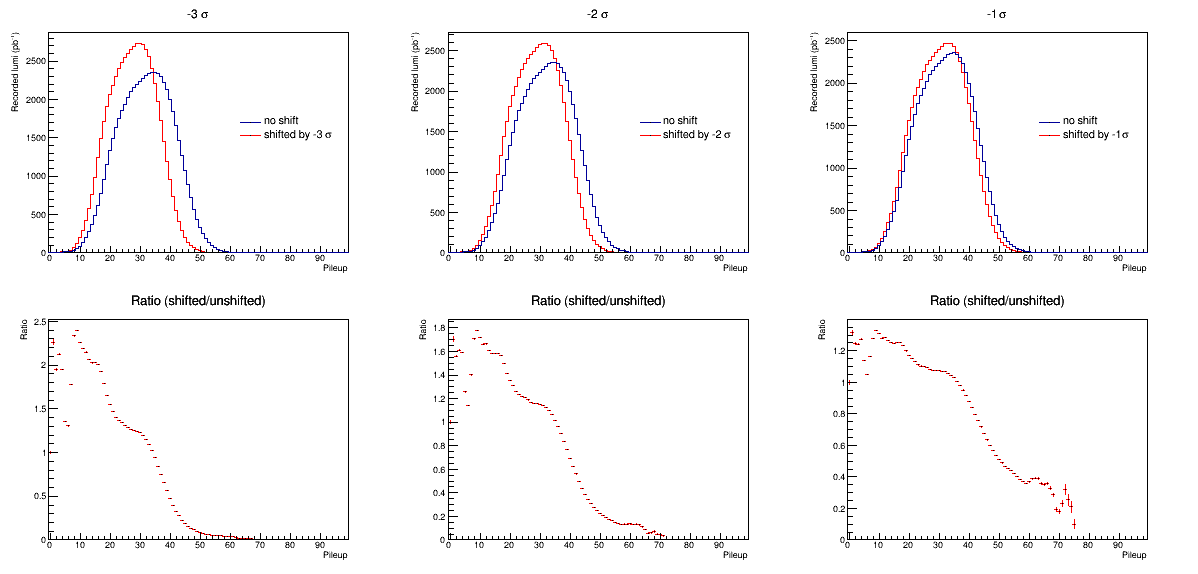 -3 σ
-2 σ
-1 σ
Recorded lumi (pb⁻¹)
2500
2000
1500
1000
500
0
0 10 20 30 40 50 60 70 80 90
Pileup
no shift
shifted by -3 σ
Recorded lumi (pb⁻¹)
2500
2000
1500
1000
500
0
0 10 20 30 40 50 60 70 80 90
Pileup
no shift
shifted by -2 σ
Recorded lumi (pb⁻¹)
2500
2000
1500
1000
500
0
0 10 20 30 40 50 60 70 80 90
Pileup
no shift
shifted by -1σ
Ratio (shifted/unshifted)
Ratio
2.5
2
1.5
1
0.5
0
0 10 20 30 40 50 60 70 80 90
Pileup
Ratio (shifted/unshifted)
Ratio
1.8
1.6
1.4
1.2
1
0.8
0.6
0.4
0.2
0
0 10 20 30 40 50 60 70 80 90
Pileup
Ratio (shifted/unshifted)
Ratio
1.2
1
0.8
0.6
0.4
0.2
0
0 10 20 30 40 50 60 70 80 90
Pileup